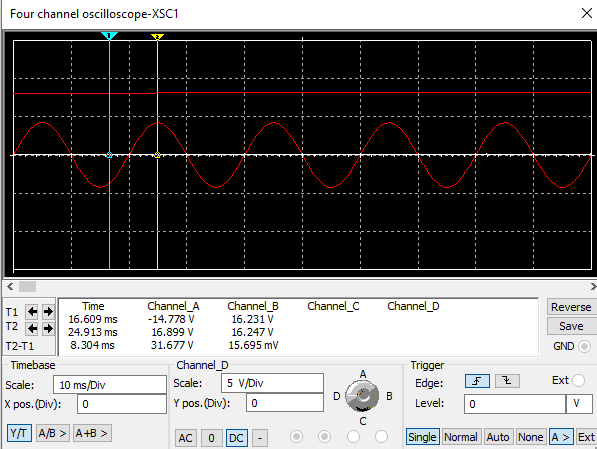 Four channel oscilloscope-XSC1
1 2
T1 T2 T2-T1
Time Channel_A Channel_B Channel_C Channel_D
16.609 ms -14.778 V 16.231 V
24.913 ms 16.899 V 16.247 V
8.304 ms 31.677 V 15.695 mV
Reverse
Save
GND
Timebase
Scale: 10 ms/Div
X pos.(Div): 0
Y/T A/B > A+B >
Channel_D
Scale: 5 V/Div
Y pos.(Div): 0
AC 0 DC -
A
D B
C
Trigger
Edge: Ext
Level: 0 V
Single Normal Auto None A > Ext